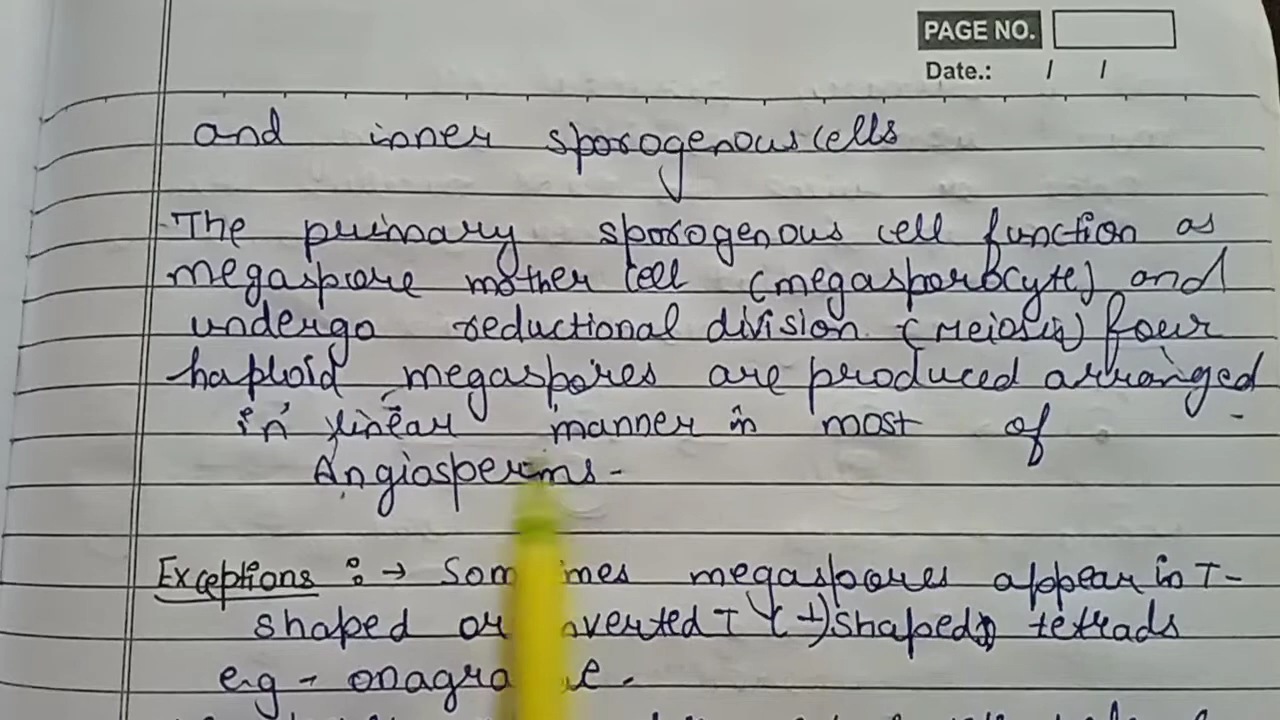 PAGE NO.
Date.: / /
and inner sporogenous cells
The primary sporogenous cell function as
megaspore mother cell (megasporocyte) and
undergo reductional division (Meiosis) four
haploid megaspores are produced arranged
in linear manner in most of
Angiosperms-
Exceptions :→ Som mes megaspores appear in T-
shaped or nverted T (⊥) shaped tetrads
e.g - onagra e.